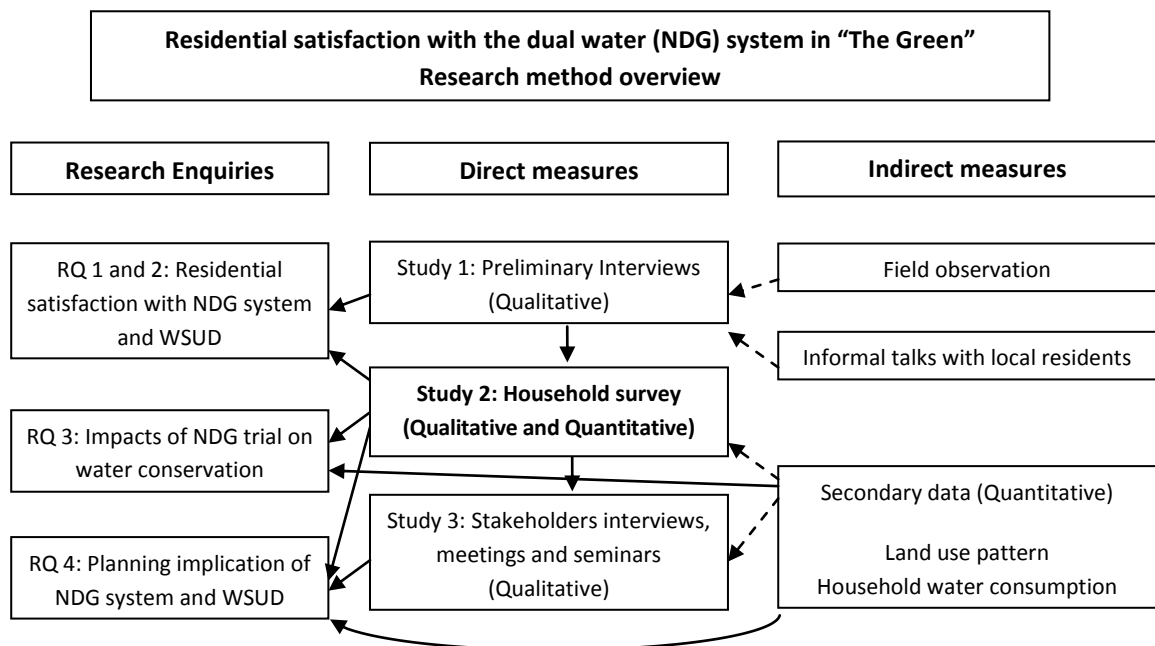 Residential satisfaction with the dual water (NDG) system in “The Green”
Research method overview
Research Enquiries
Direct measures
Indirect measures
RQ 1 and 2: Residential
satisfaction with NDG system
and WSUD
Study 1: Preliminary Interviews
(Qualitative)
Field observation
Informal talks with local residents
Study 2: Household survey
(Qualitative and Quantitative)
RQ 3: Impacts of NDG trial on
water conservation
Secondary data (Quantitative)
Land use pattern
Household water consumption
Study 3: Stakeholders interviews,
meetings and seminars
(Qualitative)
RQ 4: Planning implication of
NDG system and WSUD